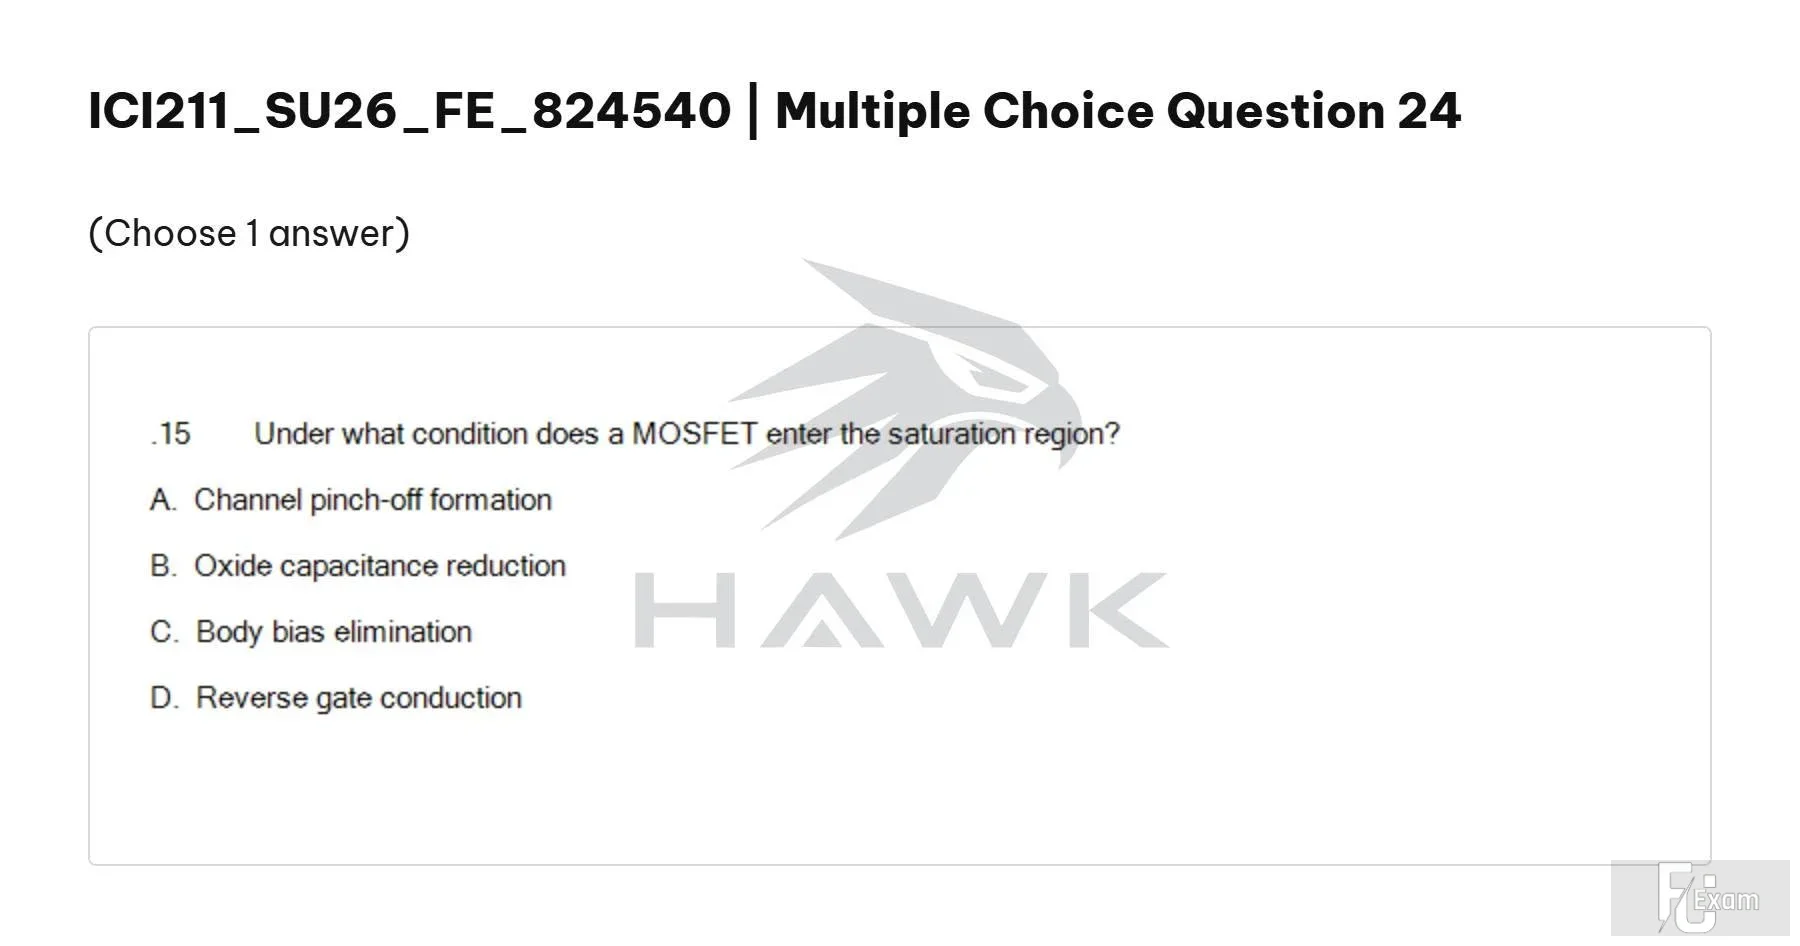 ICI211_SU26_FE_824540 | Multiple Choice Question 24
(Choose 1 answer)
.15 Under what condition does a MOSFET enter the saturation region?
A. Channel pinch-off formation
B. Oxide capacitance reduction
C. Body bias elimination
D. Reverse gate conduction
HAWK
FU Exam